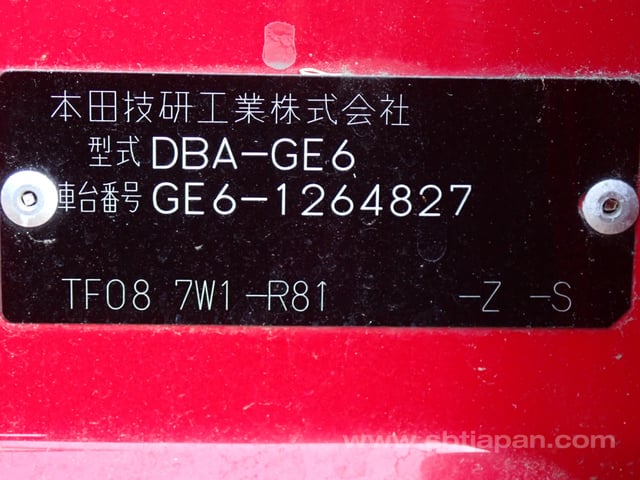 本田技研工業株式会社
型式 DBA-GE6
車台番号 GE6-1264827
TF08 7W1-R81 -Z -S
www.sbtjapan.com